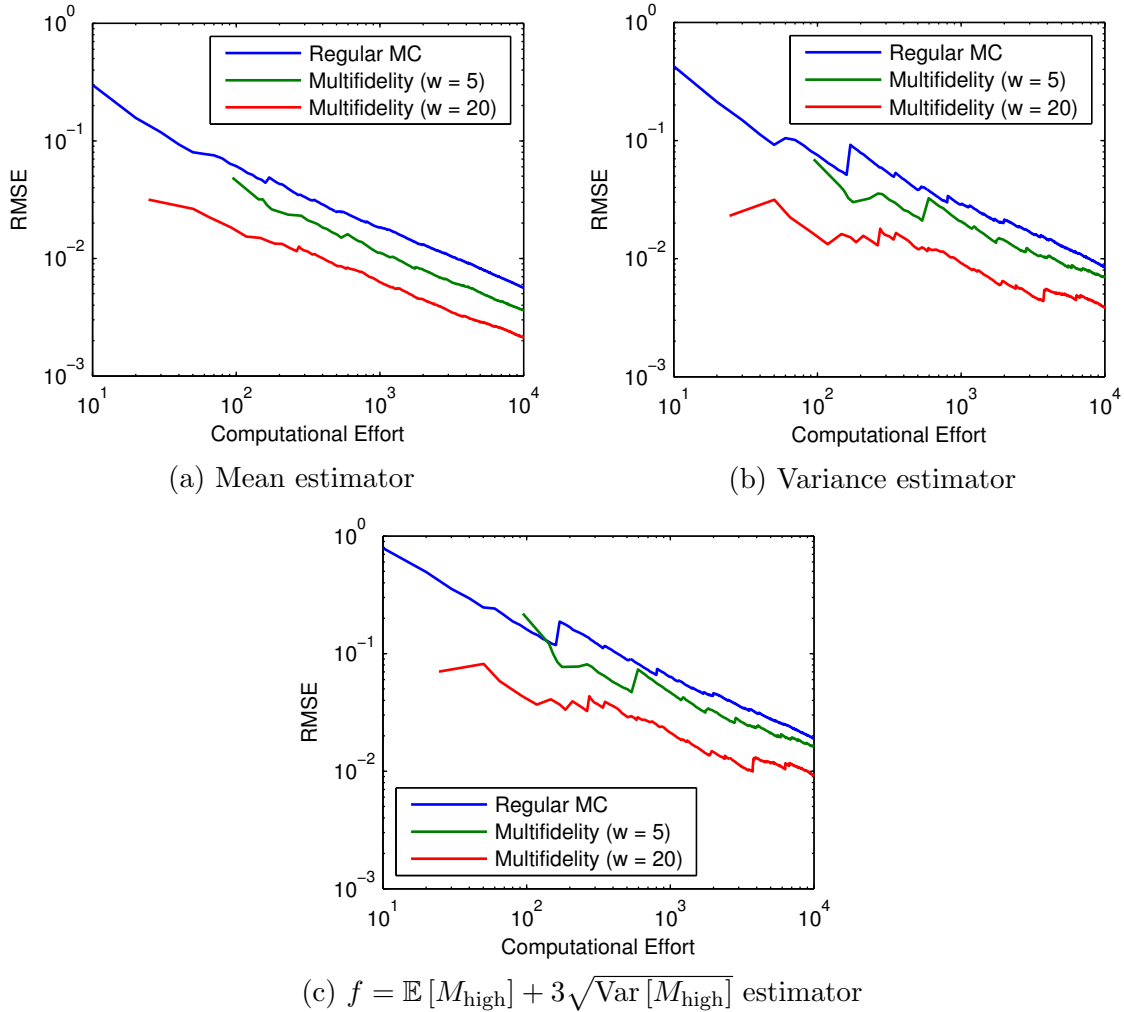 10^0
10^-1
10^-2
10^-3
RMSE
Regular MC
Multifidelity (w = 5)
Multifidelity (w = 20)
10^1 10^2 10^3 10^4
Computational Effort
(a) Mean estimator
10^0
10^-1
10^-2
10^-3
RMSE
Regular MC
Multifidelity (w = 5)
Multifidelity (w = 20)
10^1 10^2 10^3 10^4
Computational Effort
(b) Variance estimator
10^0
10^-1
10^-2
10^-3
RMSE
Regular MC
Multifidelity (w = 5)
Multifidelity (w = 20)
10^1 10^2 10^3 10^4
Computational Effort
(c) f = 𝔼 [M_high] + 3√Var [M_high] estimator